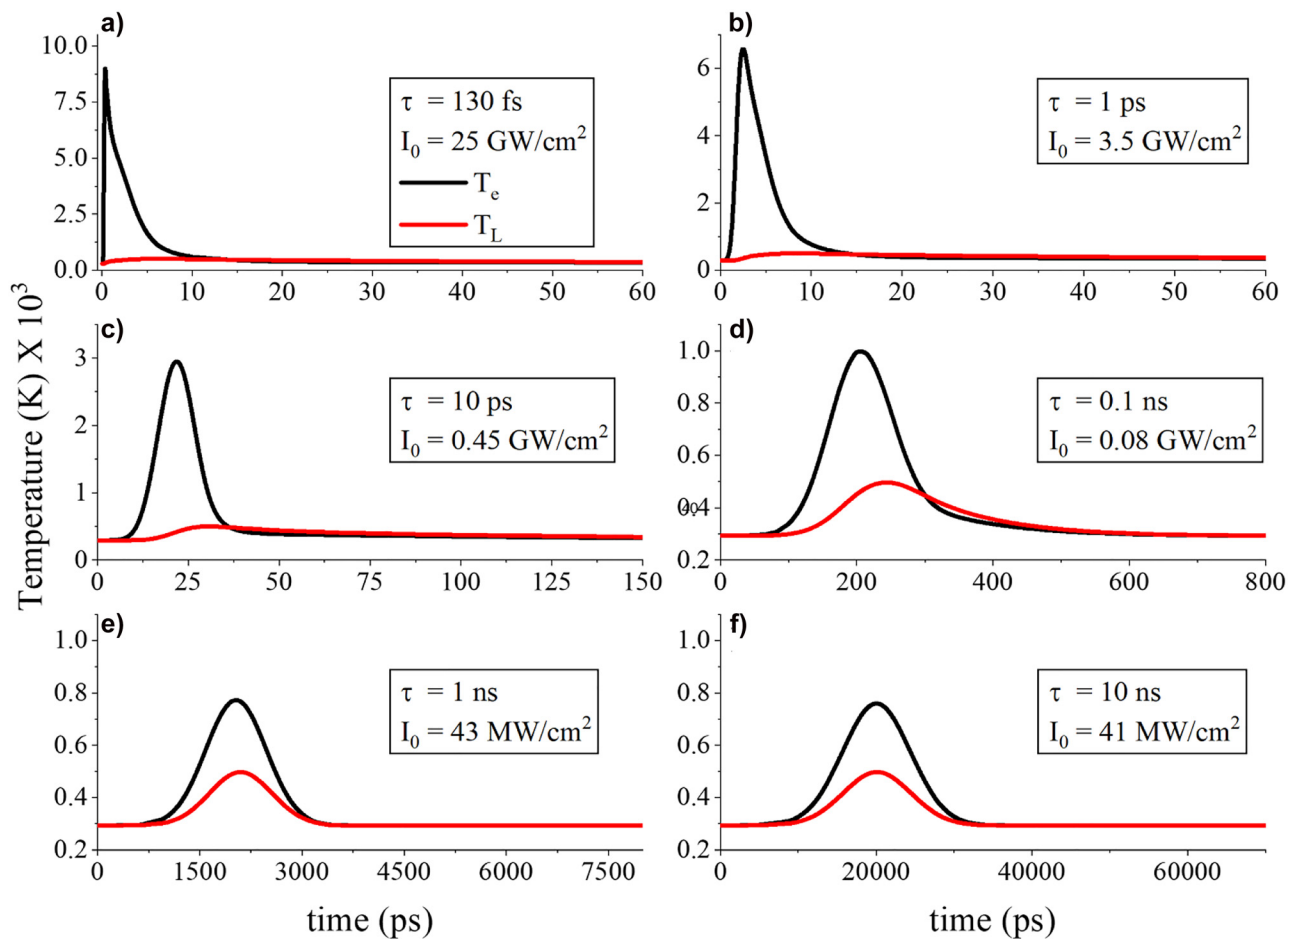 a)
10.0
7.5
5.0
2.5
0.0
0
10
20
30
40
50
60
τ = 130 fs
I₀ = 25 GW/cm²
Tₑ
T_L
b)
6
4
2
0
0
10
20
30
40
50
60
τ = 1 ps
I₀ = 3.5 GW/cm²
Temperature (K) X 10³
c)
3
2
1
0
0
25
50
75
100
125
150
τ = 10 ps
I₀ = 0.45 GW/cm²
d)
1.0
0.8
0.6
0.4
0.2
0
200
400
600
800
τ = 0.1 ns
I₀ = 0.08 GW/cm²
e)
1.0
0.8
0.6
0.4
0.2
0
1500
3000
4500
6000
7500
τ = 1 ns
I₀ = 43 MW/cm²
time (ps)
f)
1.0
0.8
0.6
0.4
0.2
0
20000
40000
60000
τ = 10 ns
I₀ = 41 MW/cm²
time (ps)